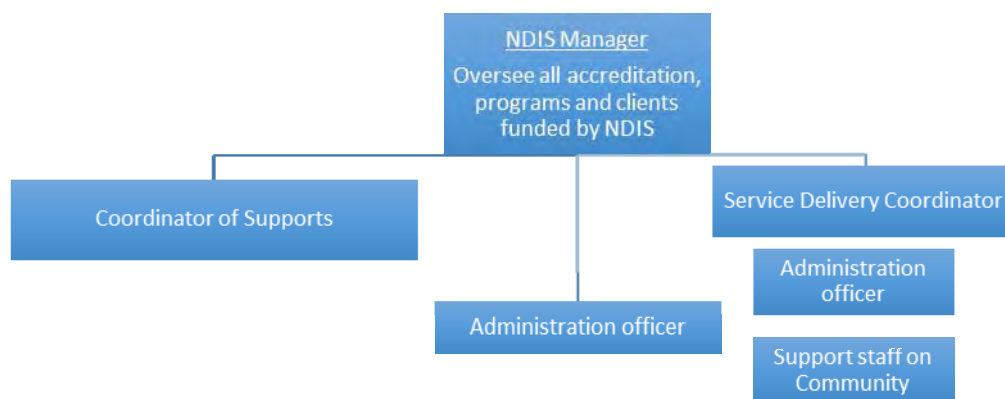 NDIS Manager
Oversee all accreditation,
programs and clients
funded by NDIS
Coordinator of Supports
Service Delivery Coordinator
Administration
officer
Administration officer
Support staff on
Community